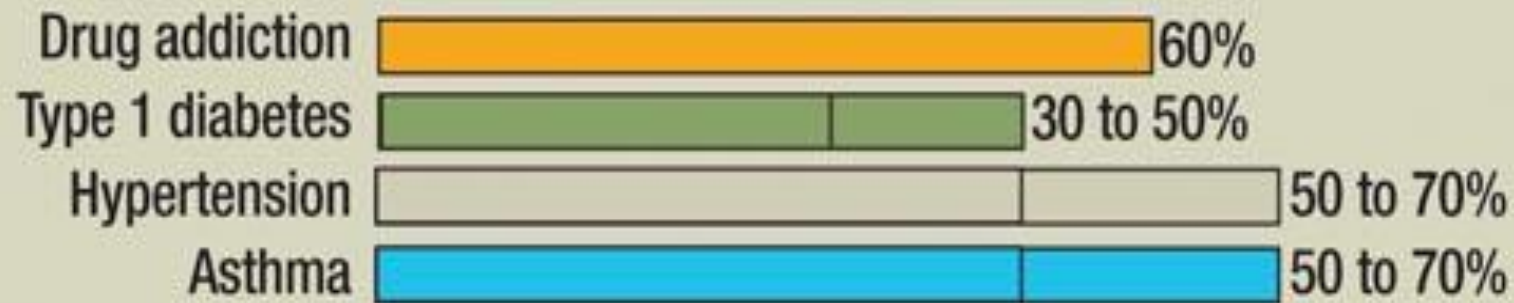 Drug addiction 60%
Type 1 diabetes 30 to 50%
Hypertension 50 to 70%
Asthma 50 to 70%